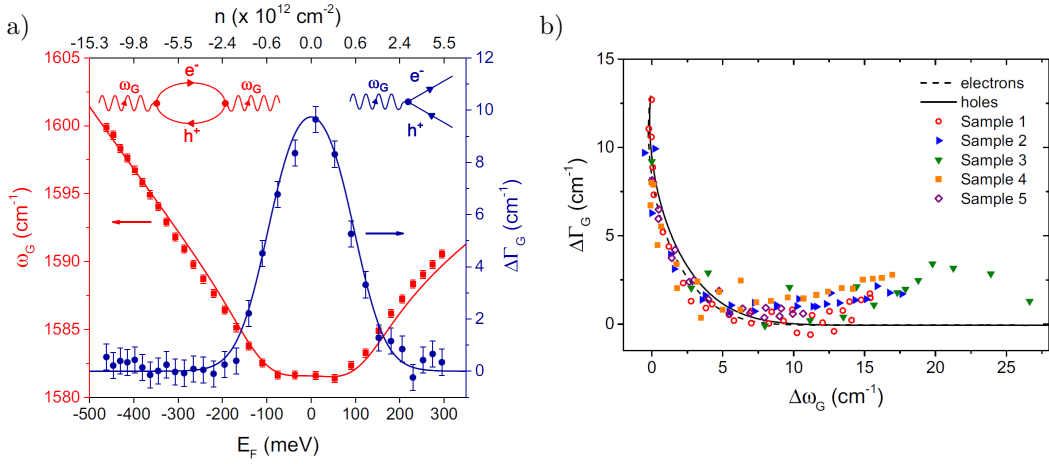 a)
n (x 10¹² cm⁻²)
-15.3 -9.8 -5.5 -2.4 -0.6 0.0 0.6 2.4 5.5
1605
1600
1595
1590
1585
1580
ω_G (cm⁻¹)
ω_G e⁻ h⁺ ω_G
ω_G e⁻ h⁺
12
10
8
6
4
2
0
ΔΓ_G (cm⁻¹)
-500 -400 -300 -200 -100 0 100 200 300
E_F (meV)
b)
15
10
5
0
ΔΓ_G (cm⁻¹)
electrons
holes
Sample 1
Sample 2
Sample 3
Sample 4
Sample 5
0 5 10 15 20 25
Δω_G (cm⁻¹)